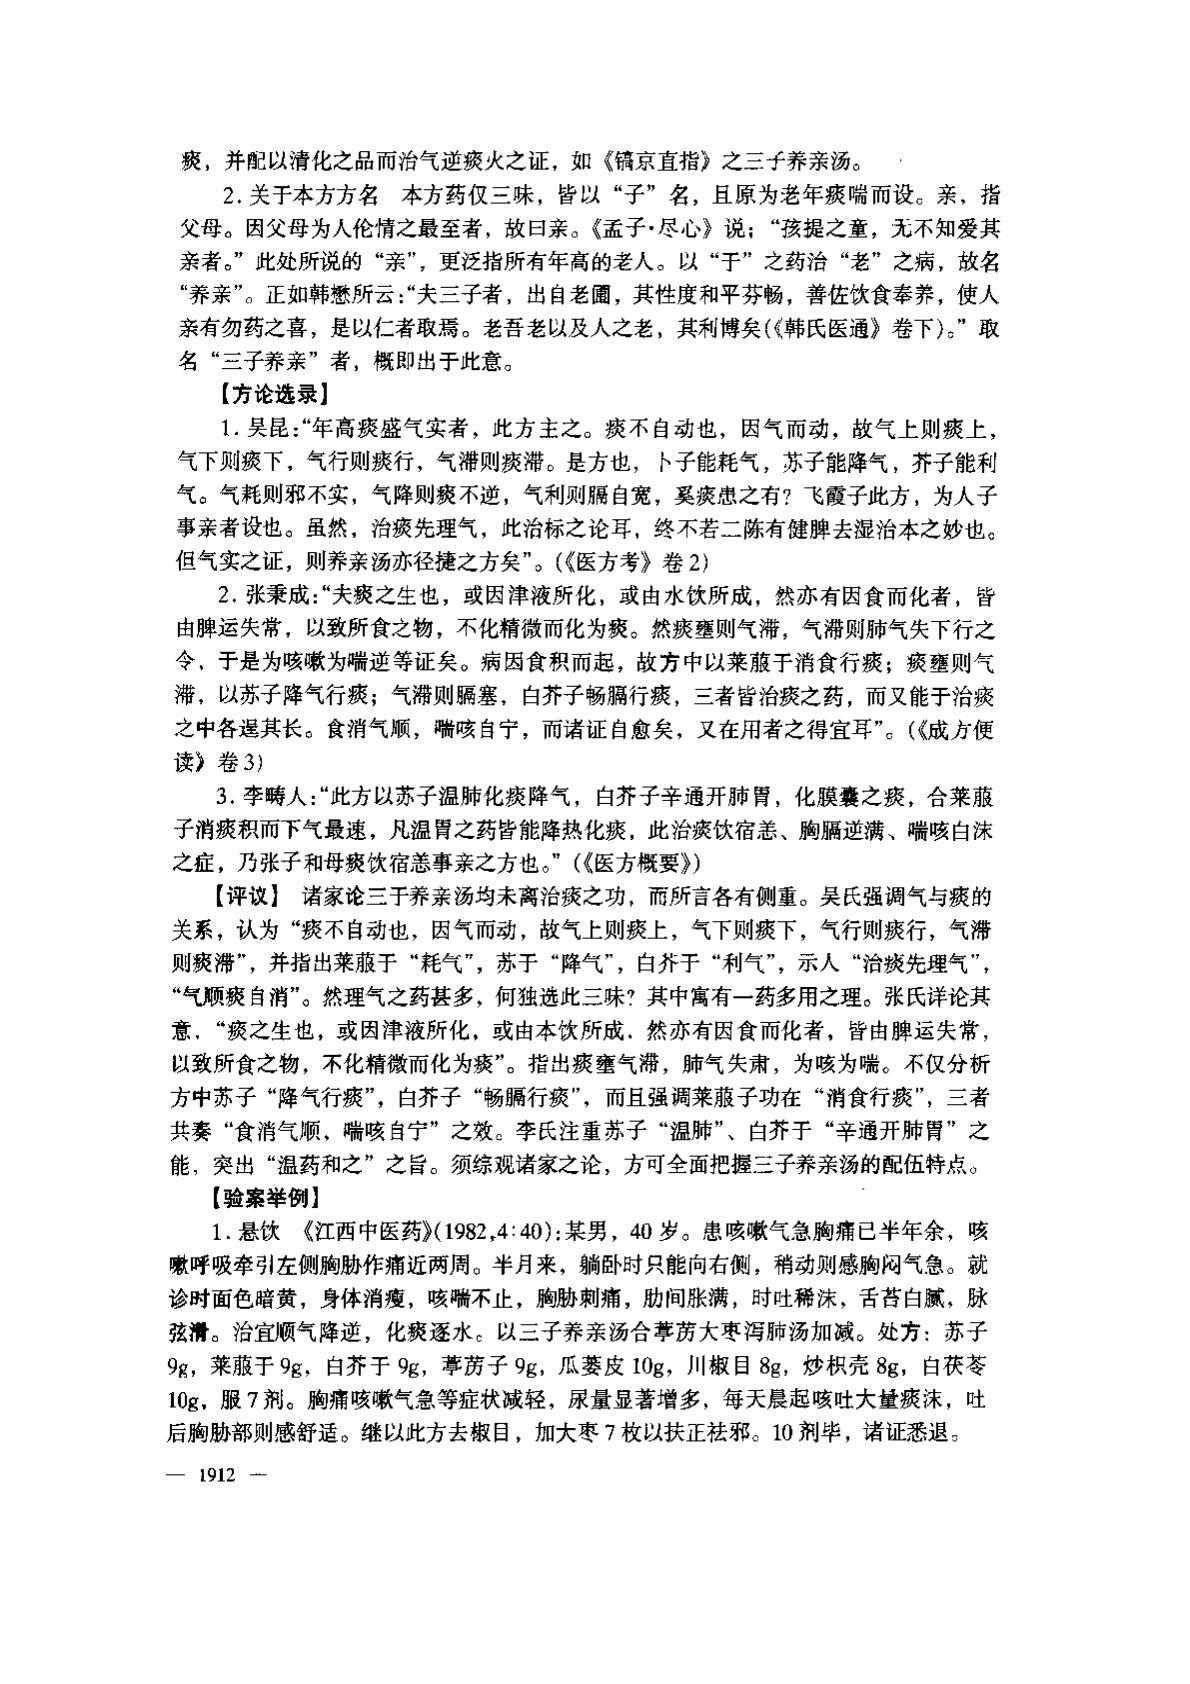 痰，并配以清化之品而治气逆痰火之证，如《镐京直指》之三子养亲汤。
2. 关于本方方名　本方药仅三味，皆以“子”名，且原为老年痰喘而设。亲，指
父母。因父母为人伦情之最至者，故曰亲。《孟子·尽心》说；“孩提之童，无不知爱其
亲者。”此处所说的“亲”，更泛指所有年高的老人。以“于”之药治“老”之病，故名
“养亲”。正如韩懋所云：“夫三子者，出自老圃，其性度和平芬畅，善佐饮食奉养，使人
亲有勿药之喜，是以仁者取焉。老吾老以及人之老，其利博矣(《韩氏医通》卷下)。”取
名“三子养亲”者，概即出于此意。
【方论选录】
1. 吴昆：“年高痰盛气实者，此方主之。痰不自动也，因气而动，故气上则痰上，
气下则痰下，气行则痰行，气滞则痰滞。是方也，卜子能耗气，苏子能降气，芥子能利
气。气耗则邪不实，气降则痰不逆，气利则膈自宽，奚痰患之有？飞霞子此方，为人子
事亲者设也。虽然，治痰先理气，此治标之论耳，终不若二陈有健脾去湿治本之妙也。
但气实之证，则养亲汤亦径捷之方矣”。(《医方考》卷2)
2. 张秉成：“夫痰之生也，或因津液所化，或由水饮所成，然亦有因食而化者，皆
由脾运失常，以致所食之物，不化精微而化为痰。然痰壅则气滞，气滞则肺气失下行之
令，于是为咳嗽为喘逆等证矣。病因食积而起，故方中以莱菔于消食行痰；痰壅则气
滞，以苏子降气行痰；气滞则膈塞，白芥子畅膈行痰，三者皆治痰之药，而又能于治痰
之中各逞其长。食消气顺，喘咳自宁，而诸证自愈矣，又在用者之得宜耳”。(《成方便
读》卷3)
3. 李畴人：“此方以苏子温肺化痰降气，白芥子辛通开肺胃，化膜囊之痰，合莱菔
子消痰积而下气最速，凡温胃之药皆能降热化痰，此治痰饮宿恙、胸膈逆满、喘咳白沫
之症，乃张子和母痰饮宿恙事亲之方也。”(《医方概要》)
【评议】　诸家论三于养亲汤均未离治痰之功，而所言各有侧重。吴氏强调气与痰的
关系，认为“痰不自动也，因气而动，故气上则痰上，气下则痰下，气行则痰行，气滞
则痰滞”，并指出莱菔于“耗气”，苏于“降气”，白芥于“利气”，示人“治痰先理气”，
“气顺痰自消”。然理气之药甚多，何独选此三味？其中寓有一药多用之理。张氏详论其
意，“痰之生也，或因津液所化，或由本饮所成．然亦有因食而化者，皆由脾运失常，
以致所食之物，不化精微而化为痰”。指出痰壅气滞，肺气失肃，为咳为喘。不仅分析
方中苏子“降气行痰”，白芥子“畅膈行痰”，而且强调莱菔子功在“消食行痰”，三者
共奏“食消气顺，喘咳自宁”之效。李氏注重苏子“温肺”、白芥于“辛通开肺胃”之
能，突出“温药和之”之旨。须综观诸家之论，方可全面把握三子养亲汤的配伍特点。
【验案举例】
1. 悬饮　《江西中医药》(1982,4∶40)：某男，40 岁。患咳嗽气急胸痛已半年余，咳
嗽呼吸牵引左侧胸胁作痛近两周。半月来，躺卧时只能向右侧，稍动则感胸闷气急。就
诊时面色暗黄，身体消瘦，咳喘不止，胸胁刺痛，肋间胀满，时吐稀沫，舌苔白腻，脉
弦滑。治宜顺气降逆，化痰逐水。以三子养亲汤合葶苈大枣泻肺汤加减。处方：苏子
9g，莱菔于9g，白芥于 9g，葶苈子 9g，瓜蒌皮 10g，川椒目 8g，炒枳壳 8g，白茯苓
10g，服 7 剂。胸痛咳嗽气急等症状减轻，尿量显著增多，每天晨起咳吐大量痰沫，吐
后胸胁部则感舒适。继以此方去椒目，加大枣 7 枚以扶正祛邪。10 剂毕，诸证悉退。
— 1912 —